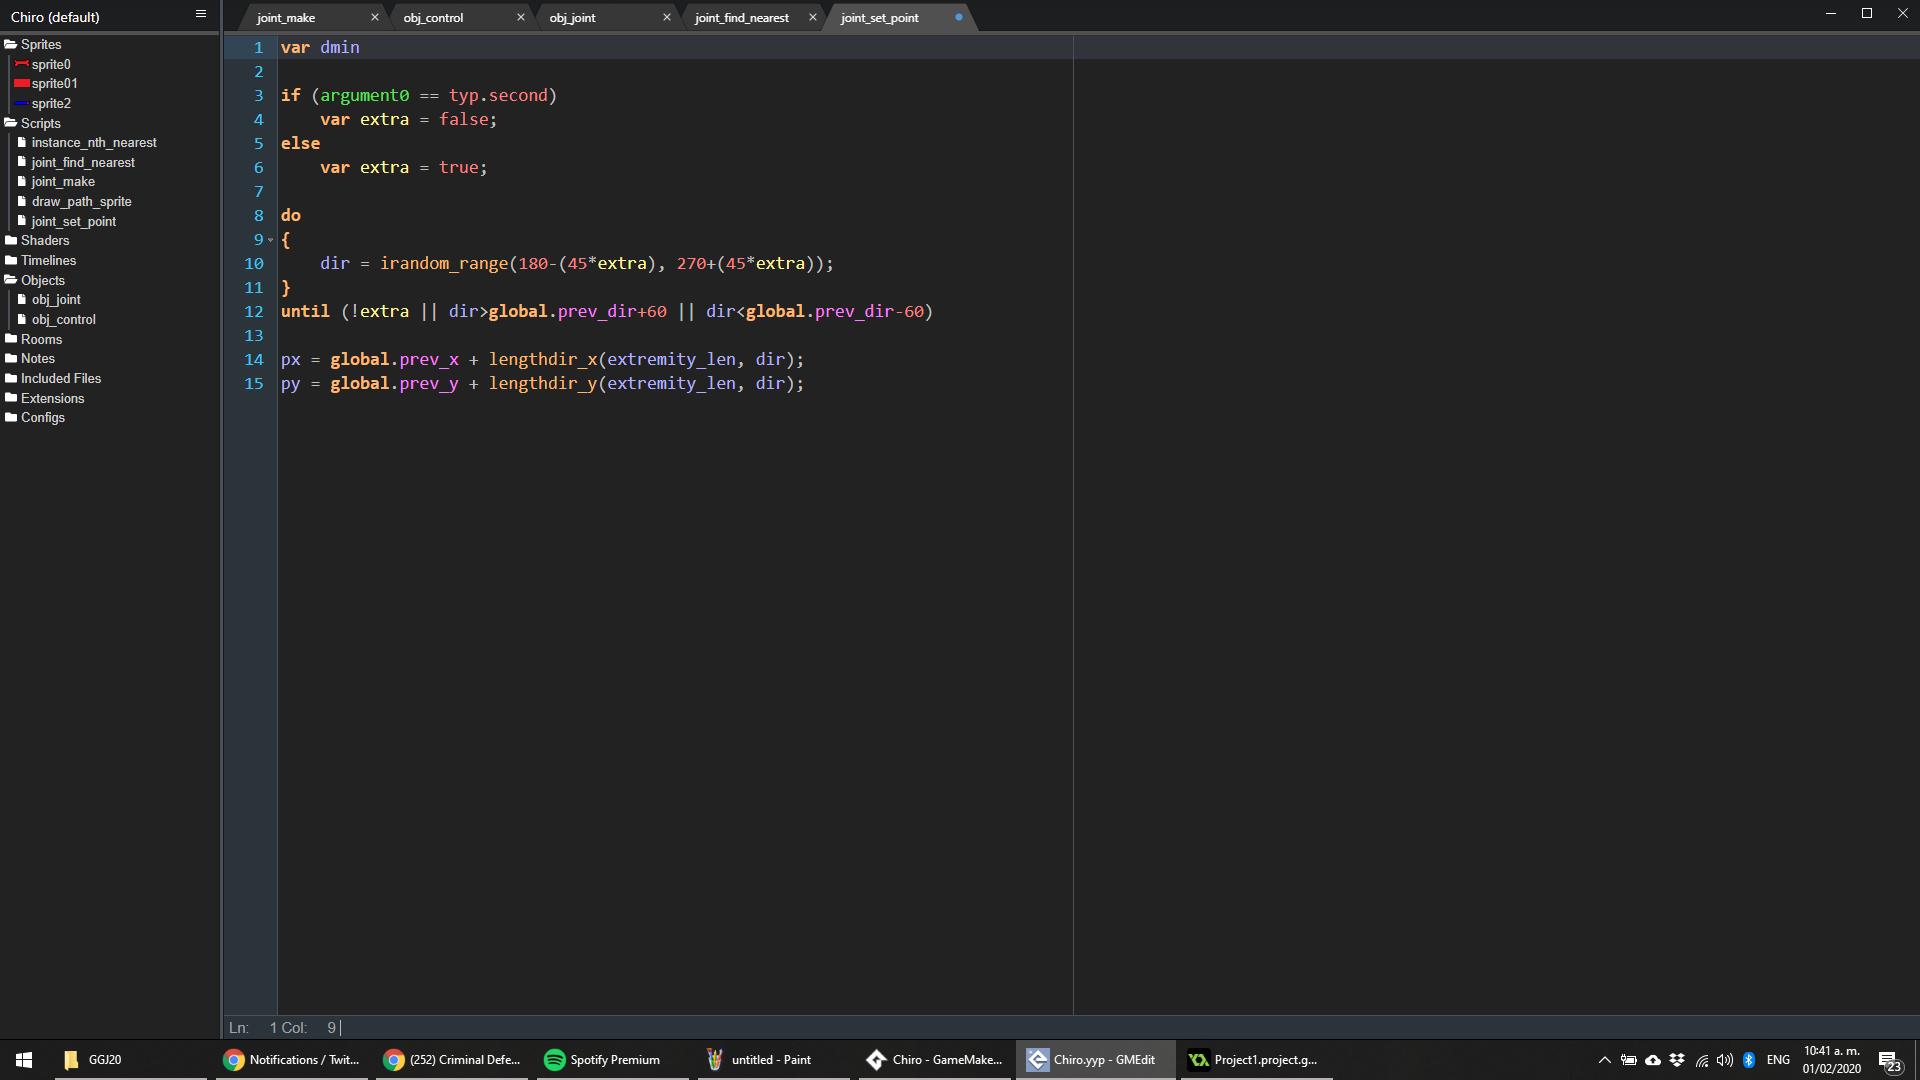 Chiro (default)
joint_make
obj_control
obj_joint
joint_find_nearest
joint_set_point
Sprites
sprite0
sprite01
sprite2
Scripts
instance_nth_nearest
joint_find_nearest
joint_make
draw_path_sprite
joint_set_point
Shaders
Timelines
Objects
obj_joint
obj_control
Rooms
Notes
Included Files
Extensions
Configs
1 var dmin
2
3 if (argument0 == typ.second)
4     var extra = false;
5 else
6     var extra = true;
7
8 do
9 {
10     dir = irandom_range(180-(45*extra), 270+(45*extra));
11 }
12 until (!extra || dir>global.prev_dir+60 || dir<global.prev_dir-60)
13
14 px = global.prev_x + lengthdir_x(extremity_len, dir);
15 py = global.prev_y + lengthdir_y(extremity_len, dir);
Ln: 1 Col: 9
GGJ20
Notifications / Twit...
(252) Criminal Defe...
Spotify Premium
untitled - Paint
Chiro - GameMake...
Chiro.yyp - GMEdit
Project1.project.g...
ENG
10:41 a. m.
01/02/2020
23